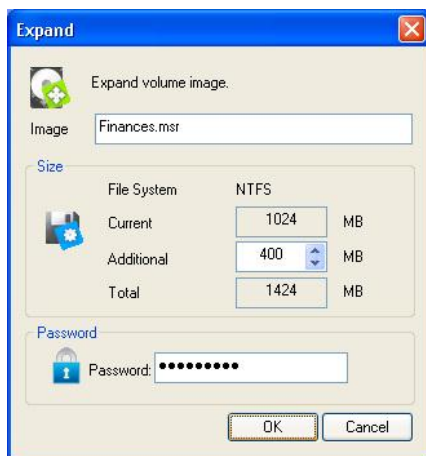 Expand
Expand volume image.
Image Finances.msr
Size
File System NTFS
Current 1024 MB
Additional 400 MB
Total 1424 MB
Password
Password: •••••••••
OK Cancel